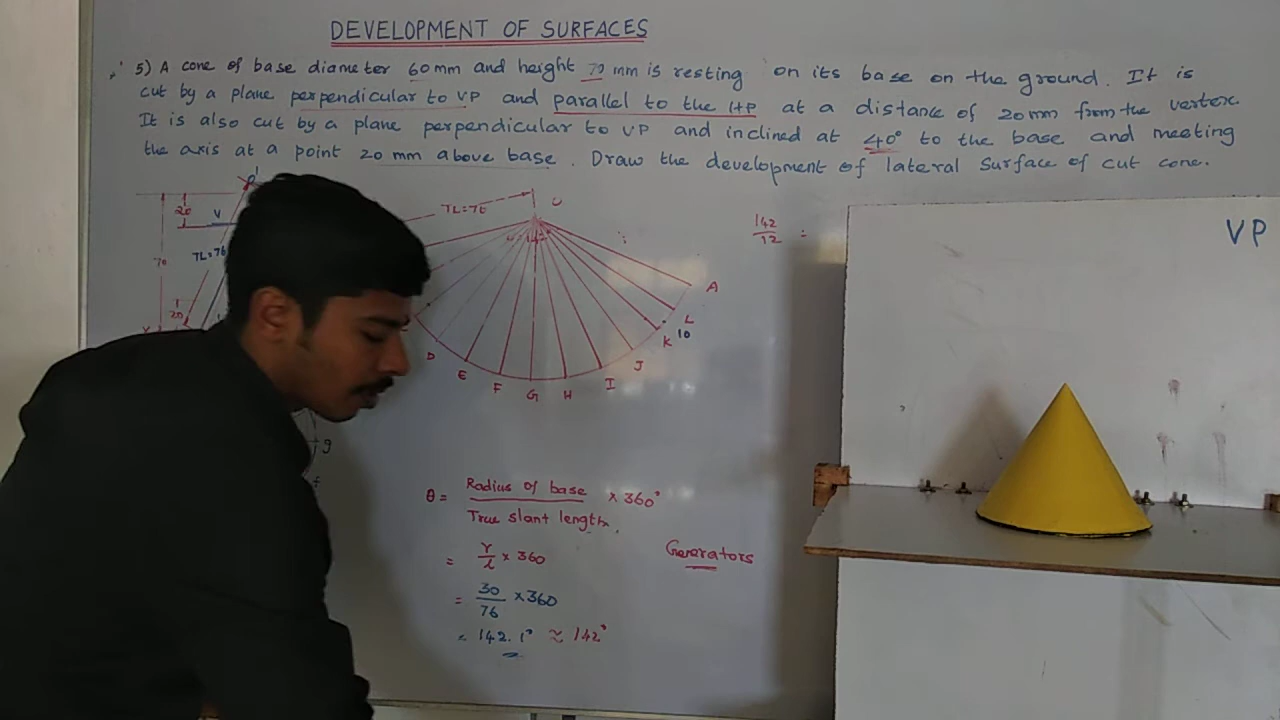 DEVELOPMENT OF SURFACES
5) A cone of base diameter 60mm and height 70 mm is resting on its base on the ground. It is
cut by a plane perpendicular to VP and parallel to the HP at a distance of 20mm from the vertex.
It is also cut by a plane perpendicular to VP and inclined at 40° to the base and meeting
the axis at a point 20 mm above base. Draw the development of lateral surface of cut cone.
O'
20
V
TL=76
70
20
X
g
f
TL=76
O
A
L
10
K
J
I
H
G
F
E
D
142/12 =
VP
θ = Radius of base / True slant length × 360°
= r/l × 360
Generators
= 30/76 × 360
= 142.1° ≈ 142°